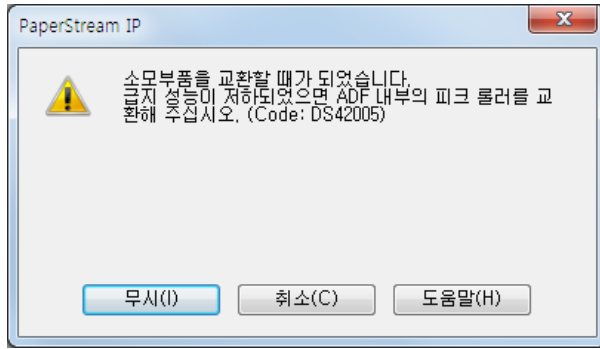 PaperStream IP
소모부품을 교환할 때가 되었습니다.
급지 성능이 저하되었으면 ADF 내부의 피크 롤러를 교
환해 주십시오. (Code: DS42005)
무시(I)
취소(C)
도움말(H)